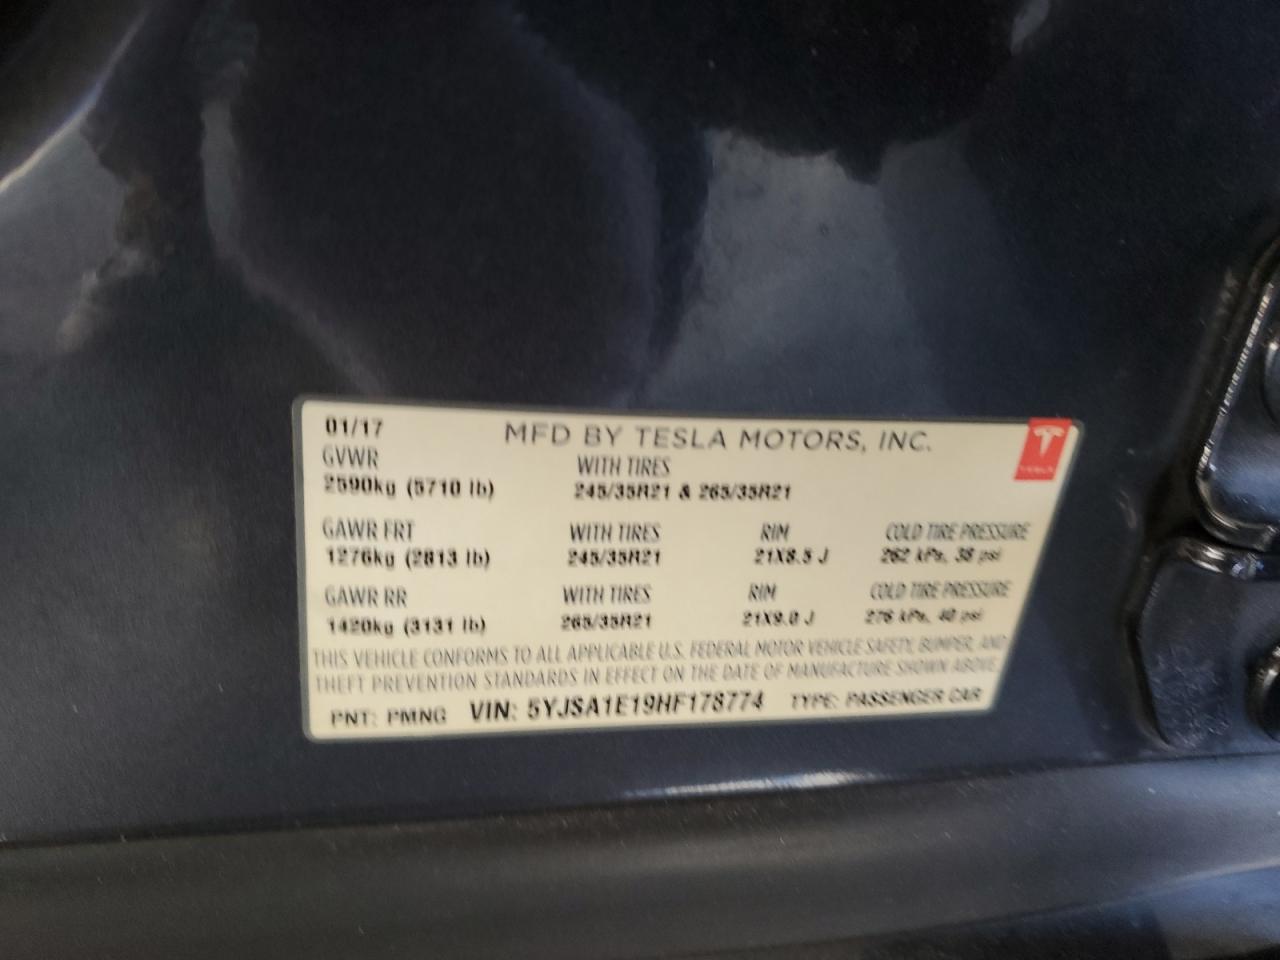 01/17 MFD BY TESLA MOTORS, INC.
TESLA
GVWR WITH TIRES
2590kg (5710 lb) 245/35R21 & 265/35R21
GAWR FRT WITH TIRES RIM COLD TIRE PRESSURE
1276kg (2813 lb) 245/35R21 21X8.5 J 262 kPa, 38 psi
GAWR RR WITH TIRES RIM COLD TIRE PRESSURE
1420kg (3131 lb) 265/35R21 21X9.0 J 276 kPa, 40 psi
THIS VEHICLE CONFORMS TO ALL APPLICABLE U.S. FEDERAL MOTOR VEHICLE SAFETY, BUMPER, AND
THEFT PREVENTION STANDARDS IN EFFECT ON THE DATE OF MANUFACTURE SHOWN ABOVE
PNT: PMNG VIN: 5YJSA1E19HF178774 TYPE: PASSENGER CAR